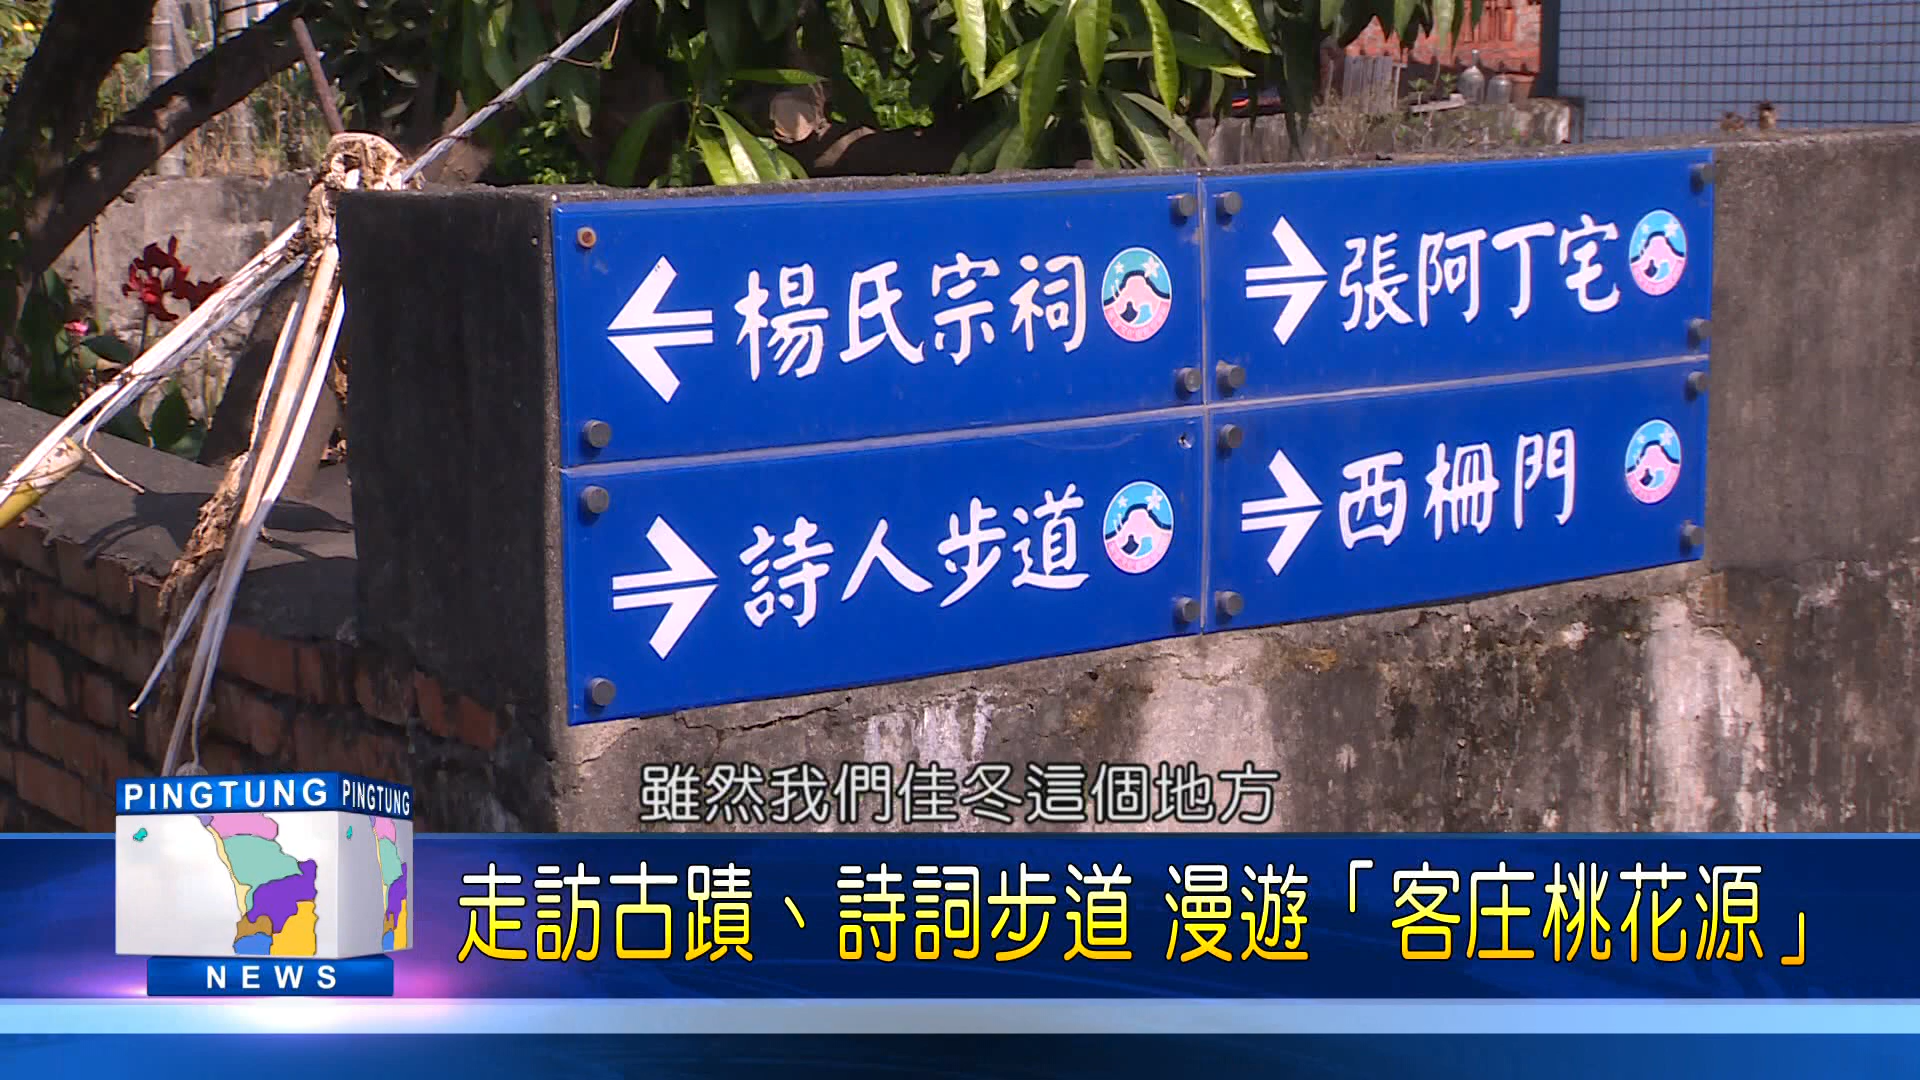 楊氏宗祠
張阿丁宅
詩人步道
西柵門
雖然我們佳冬這個地方
PINGTUNG PINGTUNG
走訪古蹟、詩詞步道 漫遊「客庄桃花源」
NEWS